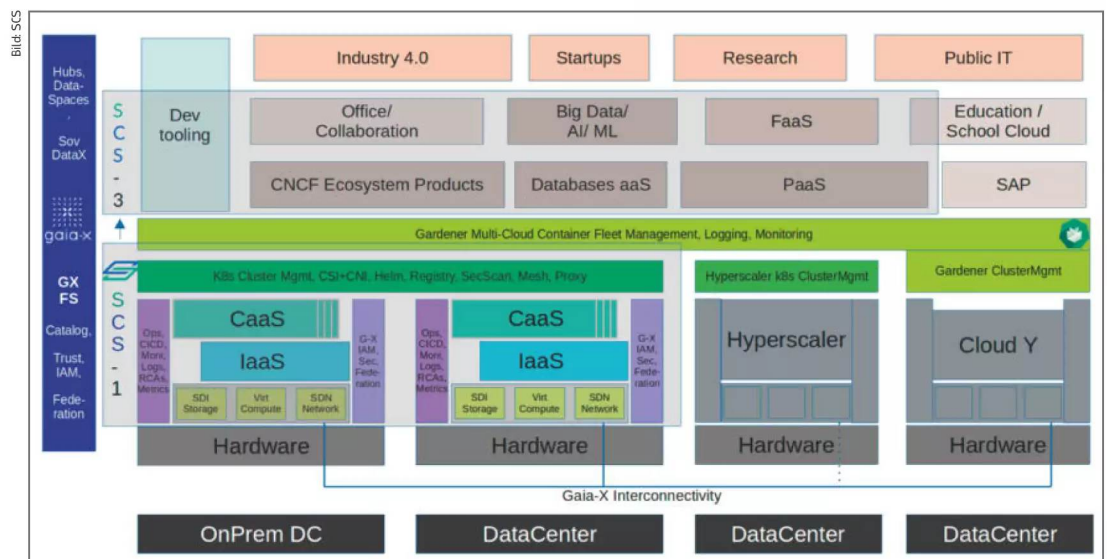 Bild: SCS
Hubs,
Data-
Spaces
,
Sov
DataX
gaia-x
GX
FS
Catalog,
Trust,
IAM,
Fede-
ration
Industry 4.0
Startups
Research
Public IT
S
C
S
-
3
Dev
tooling
Office/
Collaboration
Big Data/
AI/ ML
FaaS
Education /
School Cloud
CNCF Ecosystem Products
Databases aaS
PaaS
SAP
Gardener Multi-Cloud Container Fleet Management, Logging, Monitoring
S
C
S
-
1
K8s Cluster Mgmt, CSI+CNI, Helm, Registry, SecScan, Mesh, Proxy
Hyperscaler k8s ClusterMgmt
Gardener ClusterMgmt
Ops,
CICD,
More,
Logs,
RCAs,
Metrics
CaaS
IaaS
SDI
Storage
Virt
Compute
SDN
Network
G-X
IAM,
Sec,
Fede-
ration
Ops,
CICD,
More,
Logs,
RCAs,
Metrics
CaaS
IaaS
SDI
Storage
Virt
Compute
SDN
Network
G-X
IAM,
Sec,
Fede-
ration
Hyperscaler
Cloud Y
Hardware
Hardware
Hardware
Hardware
Gaia-X Interconnectivity
OnPrem DC
DataCenter
DataCenter
DataCenter